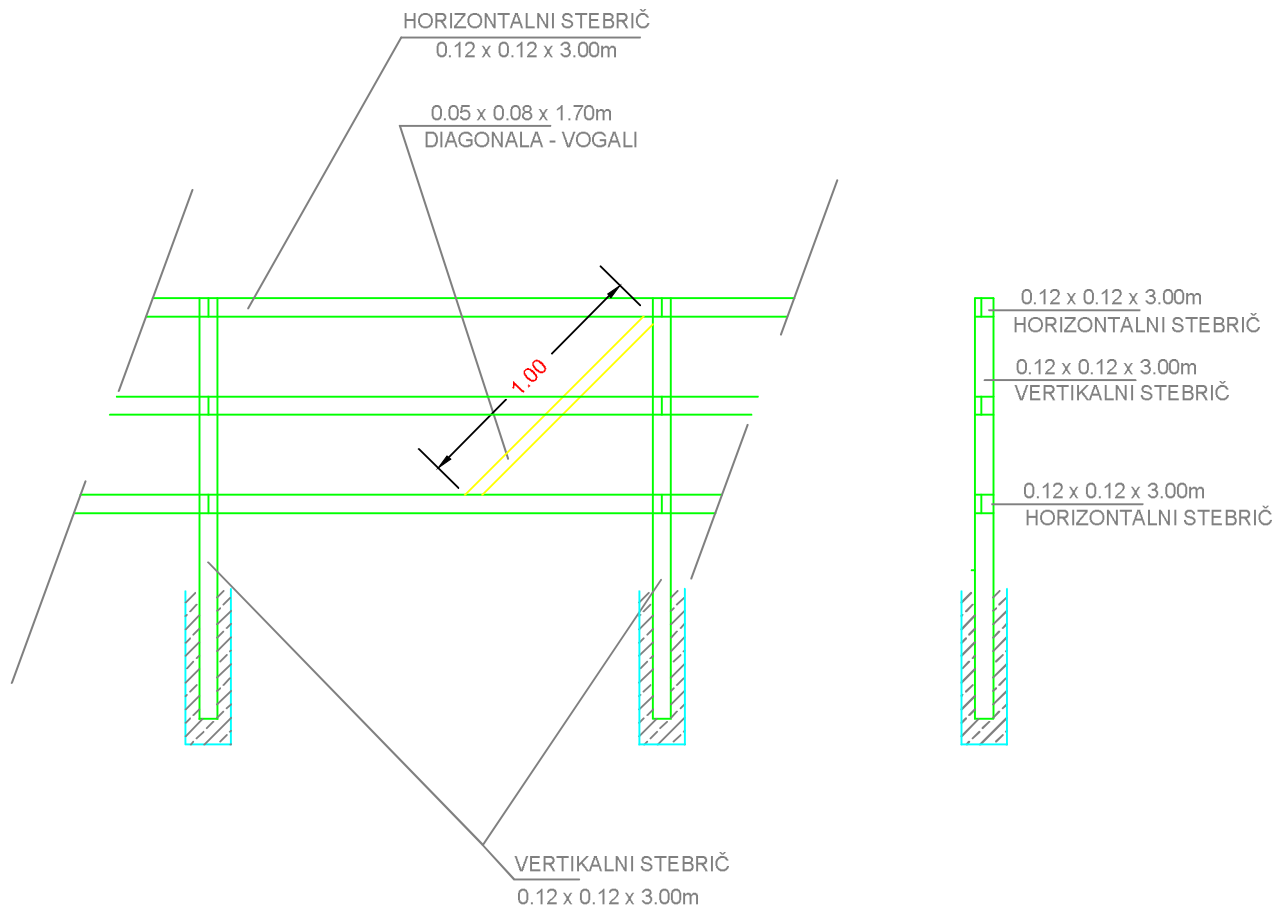 HORIZONTALNI STEBRIČ
0.12 x 0.12 x 3.00m
0.05 x 0.08 x 1.70m
DIAGONALA - VOGALI
1.00
0.12 x 0.12 x 3.00m
HORIZONTALNI STEBRIČ
0.12 x 0.12 x 3.00m
VERTIKALNI STEBRIČ
0.12 x 0.12 x 3.00m
HORIZONTALNI STEBRIČ
VERTIKALNI STEBRIČ
0.12 x 0.12 x 3.00m